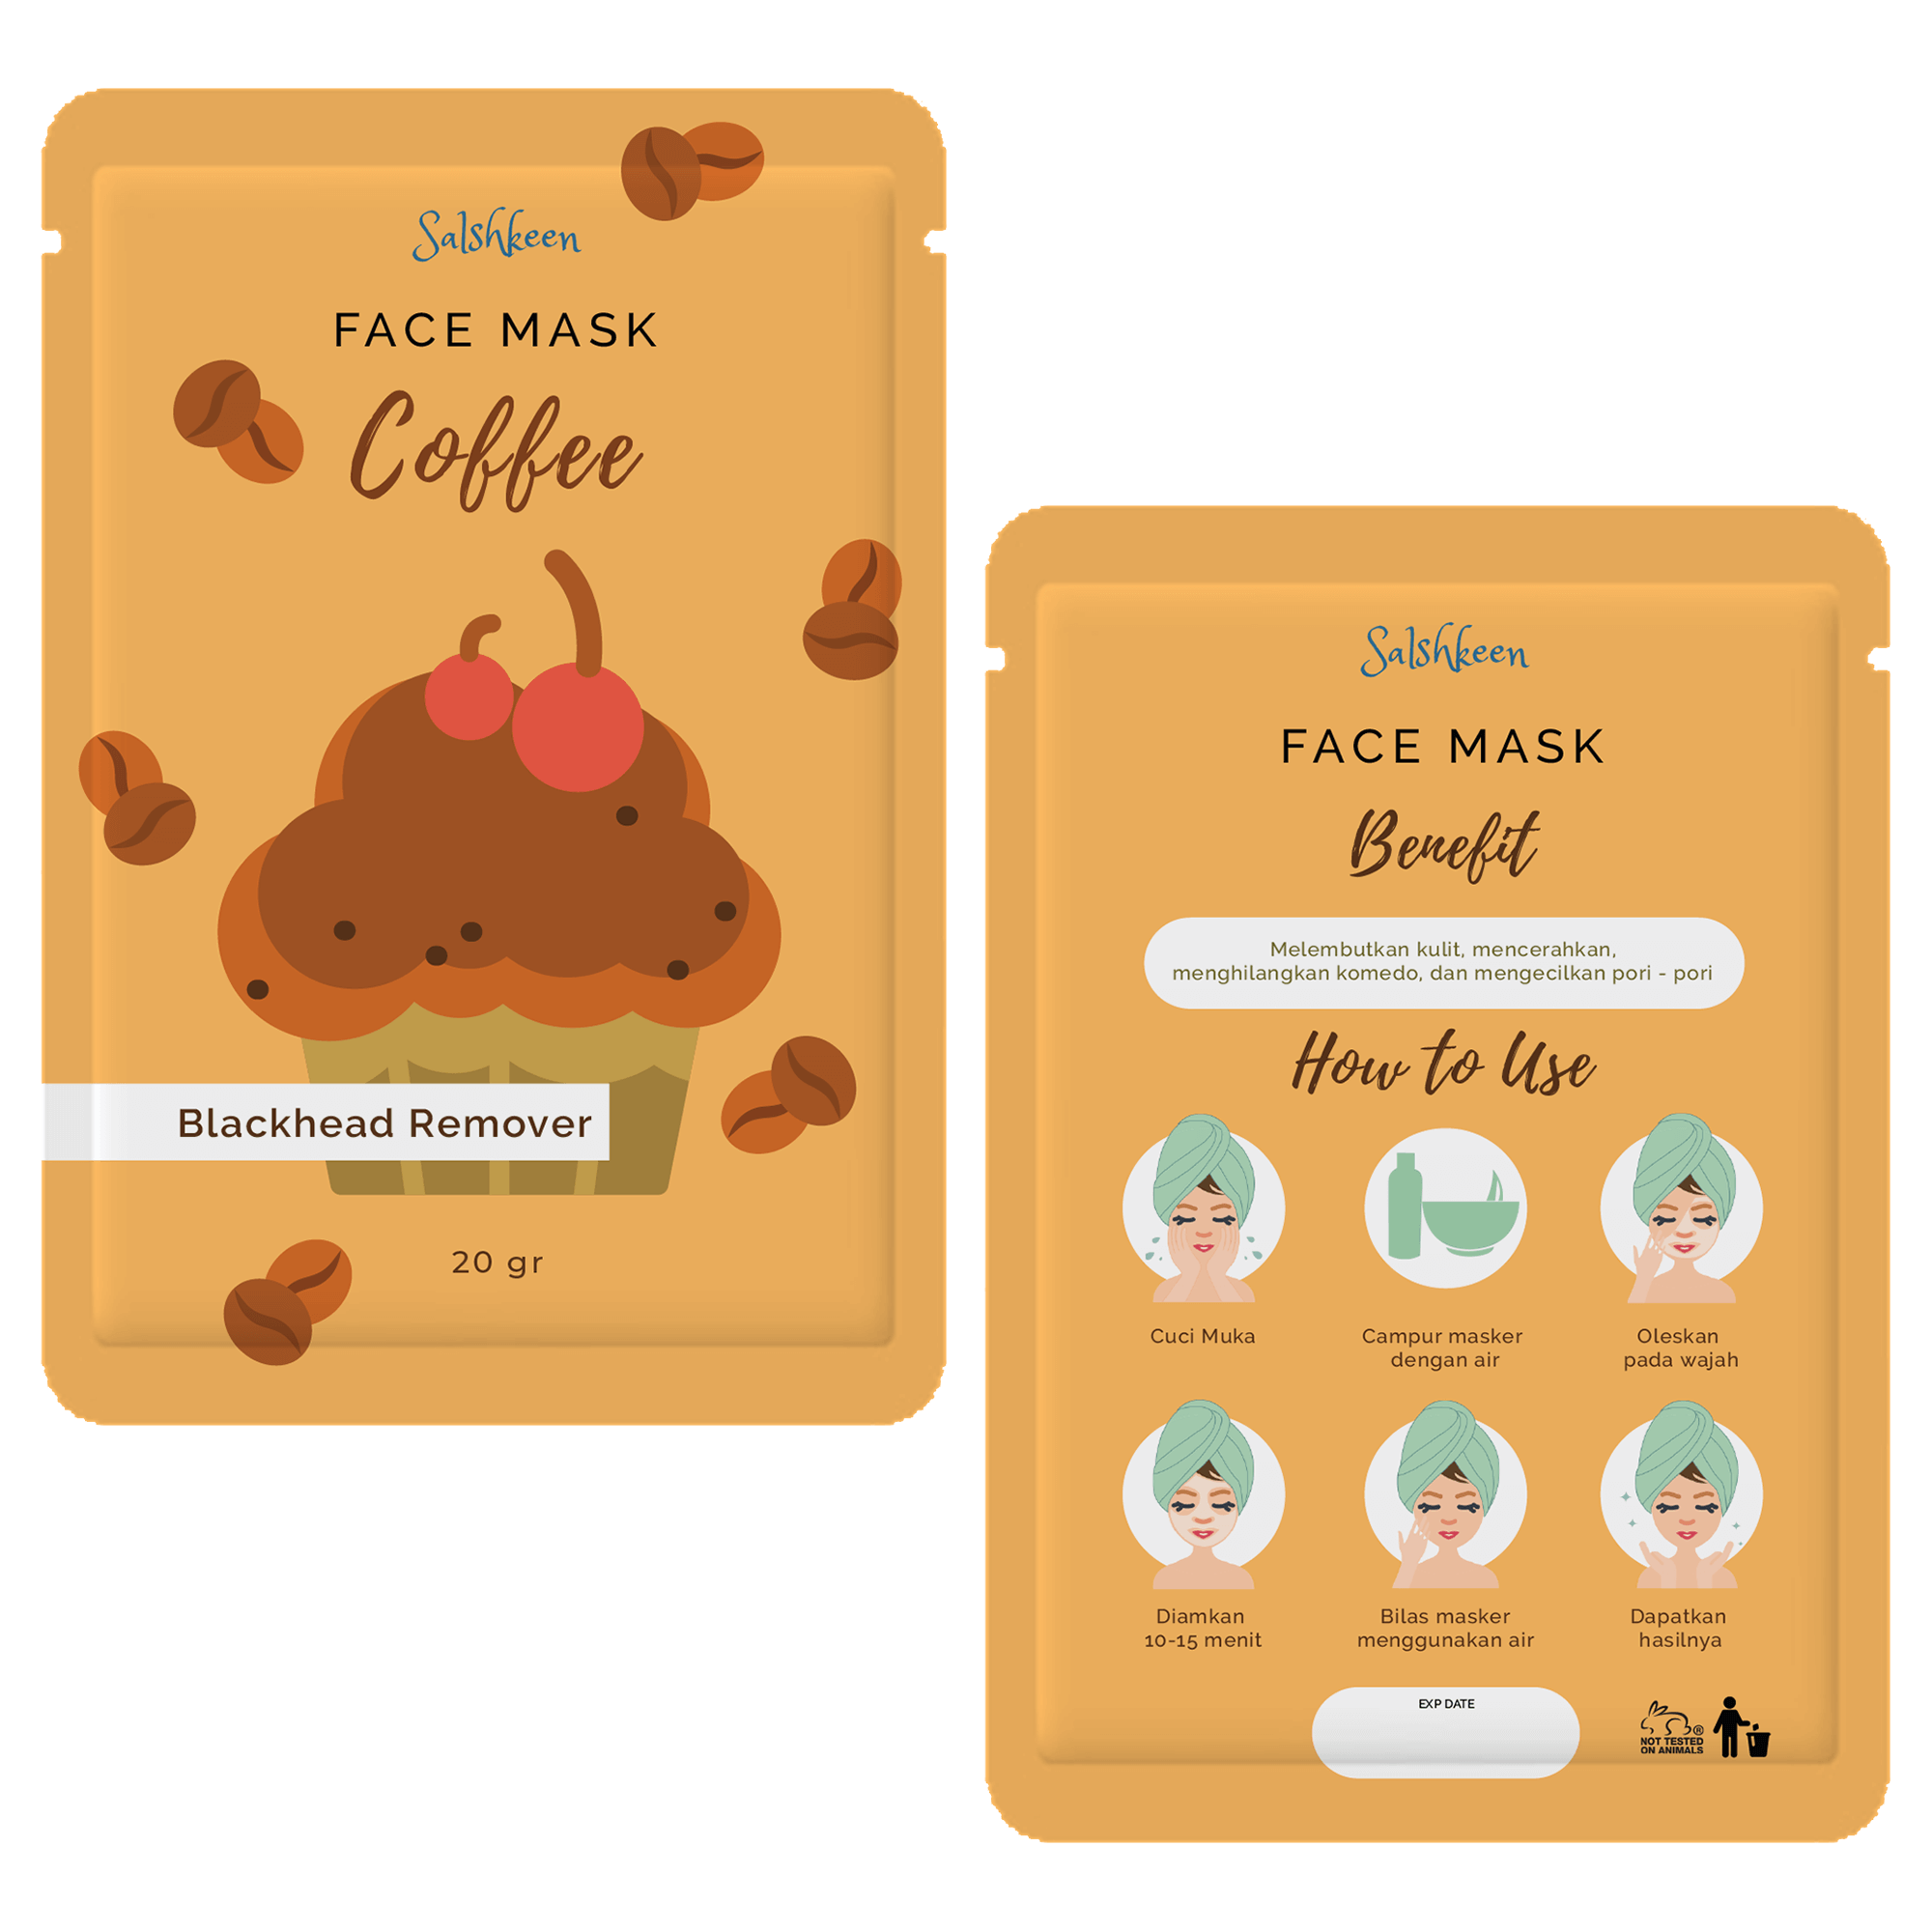 Salshkeen
FACE MASK
Coffee
Blackhead Remover
20 gr
Salshkeen
FACE MASK
Benefit
Melembutkan kulit, mencerahkan,
menghilangkan komedo, dan mengecilkan pori - pori
How to Use
Cuci Muka
Campur masker
dengan air
Oleskan
pada wajah
Diamkan
10-15 menit
Bilas masker
menggunakan air
Dapatkan
hasilnya
EXP DATE
®
NOT TESTED
ON ANIMALS